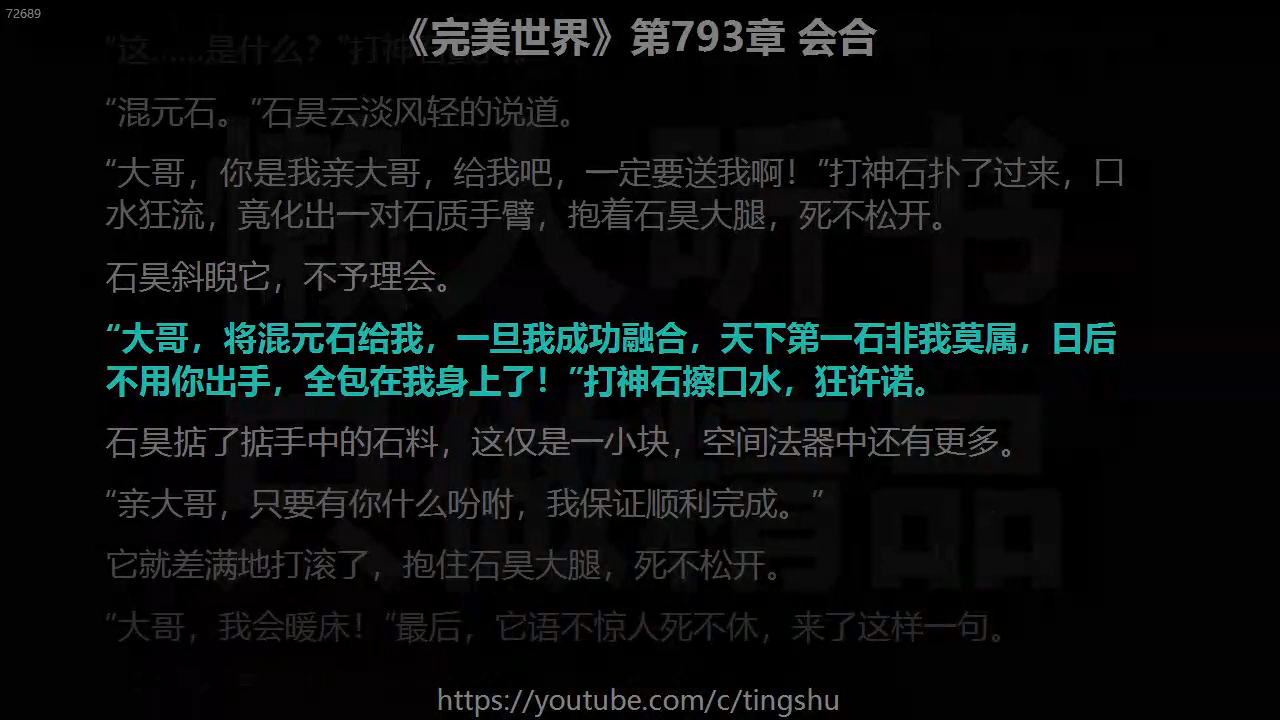 72689
《完美世界》第793章 会合
“这……是什么？”打神
“混元石。”石昊云淡风轻的说道。
“大哥，你是我亲大哥，给我吧，一定要送我啊！”打神石扑了过来，口
水狂流，竟化出一对石质手臂，抱着石昊大腿，死不松开。
石昊斜睨它，不予理会。
“大哥，将混元石给我，一旦我成功融合，天下第一石非我莫属，日后
不用你出手，全包在我身上了！”打神石擦口水，狂许诺。
石昊掂了掂手中的石料，这仅是一小块，空间法器中还有更多。
“亲大哥，只要有你什么吩咐，我保证顺利完成。”
它就差满地打滚了，抱住石昊大腿，死不松开。
“大哥，我会暖床！”最后，它语不惊人死不休，来了这样一句。
懒人听书
只做精品
https://youtube.com/c/tingshu